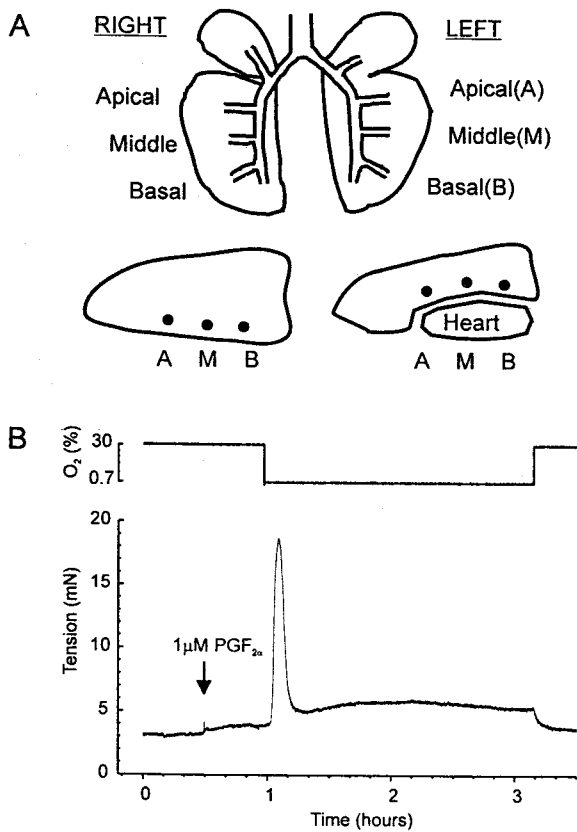 A
RIGHT
LEFT
Apical
Middle
Basal
Apical(A)
Middle(M)
Basal(B)
A M B
Heart
A M B
B
O₂ (%)
30
0.7
Tension (mN)
20
15
10
5
0
1μM PGF₂α
0 1 2 3
Time (hours)